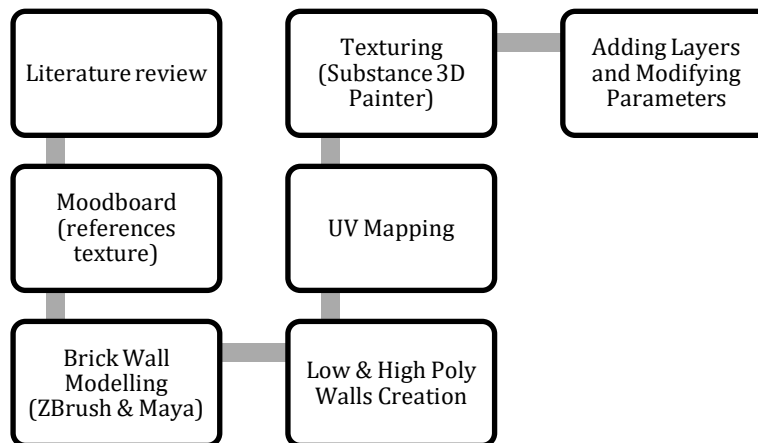 Literature review
Moodboard
(references
texture)
Brick Wall
Modelling
(ZBrush & Maya)
Low & High Poly
Walls Creation
UV Mapping
Texturing
(Substance 3D
Painter)
Adding Layers
and Modifying
Parameters